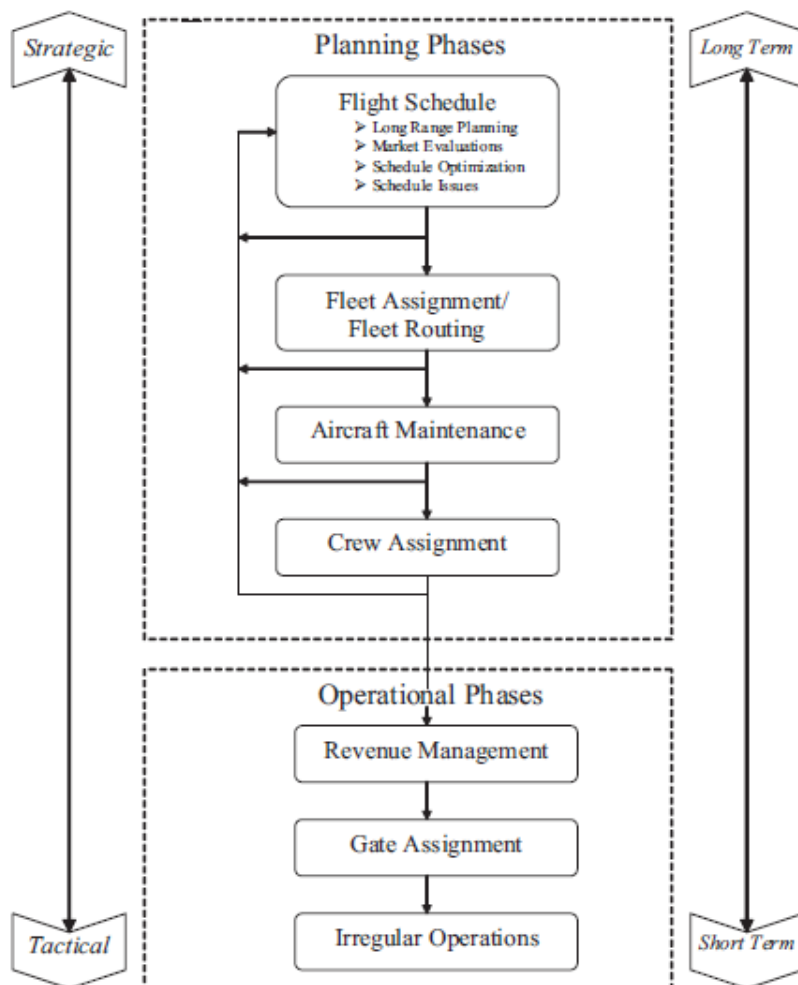 Strategic
Planning Phases
Long Term
Flight Schedule
➢ Long Range Planning
➢ Market Evaluations
➢ Schedule Optimization
➢ Schedule Issues
Fleet Assignment/
Fleet Routing
Aircraft Maintenance
Crew Assignment
Operational Phases
Revenue Management
Gate Assignment
Irregular Operations
Tactical
Short Term